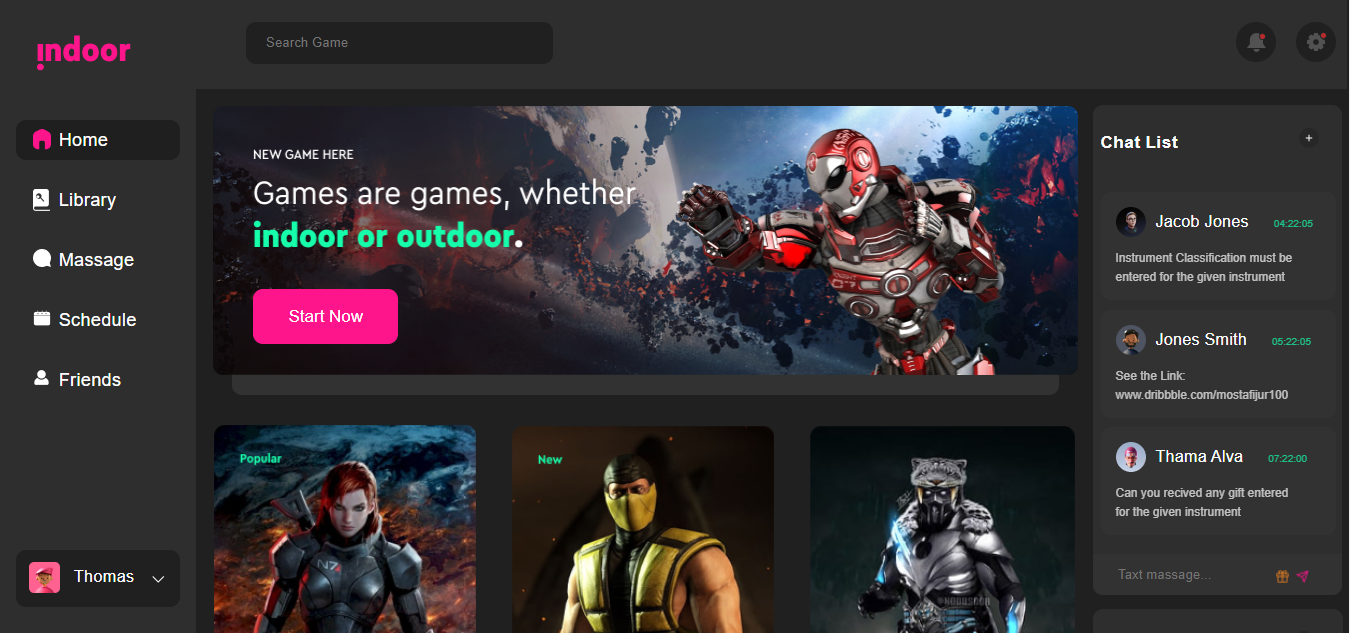 indoor
Search Game
Home
Library
Massage
Schedule
Friends
Thomas
NEW GAME HERE
Games are games, whether
indoor or outdoor.
Start Now
Popular
N7
New
Chat List
+
Jacob Jones 04:22:05
Instrument Classification must be
entered for the given instrument
Jones Smith 05:22:05
See the Link:
www.dribbble.com/mostafijur100
Thama Alva 07:22:00
Can you recived any gift entered
for the given instrument
Taxt massage...